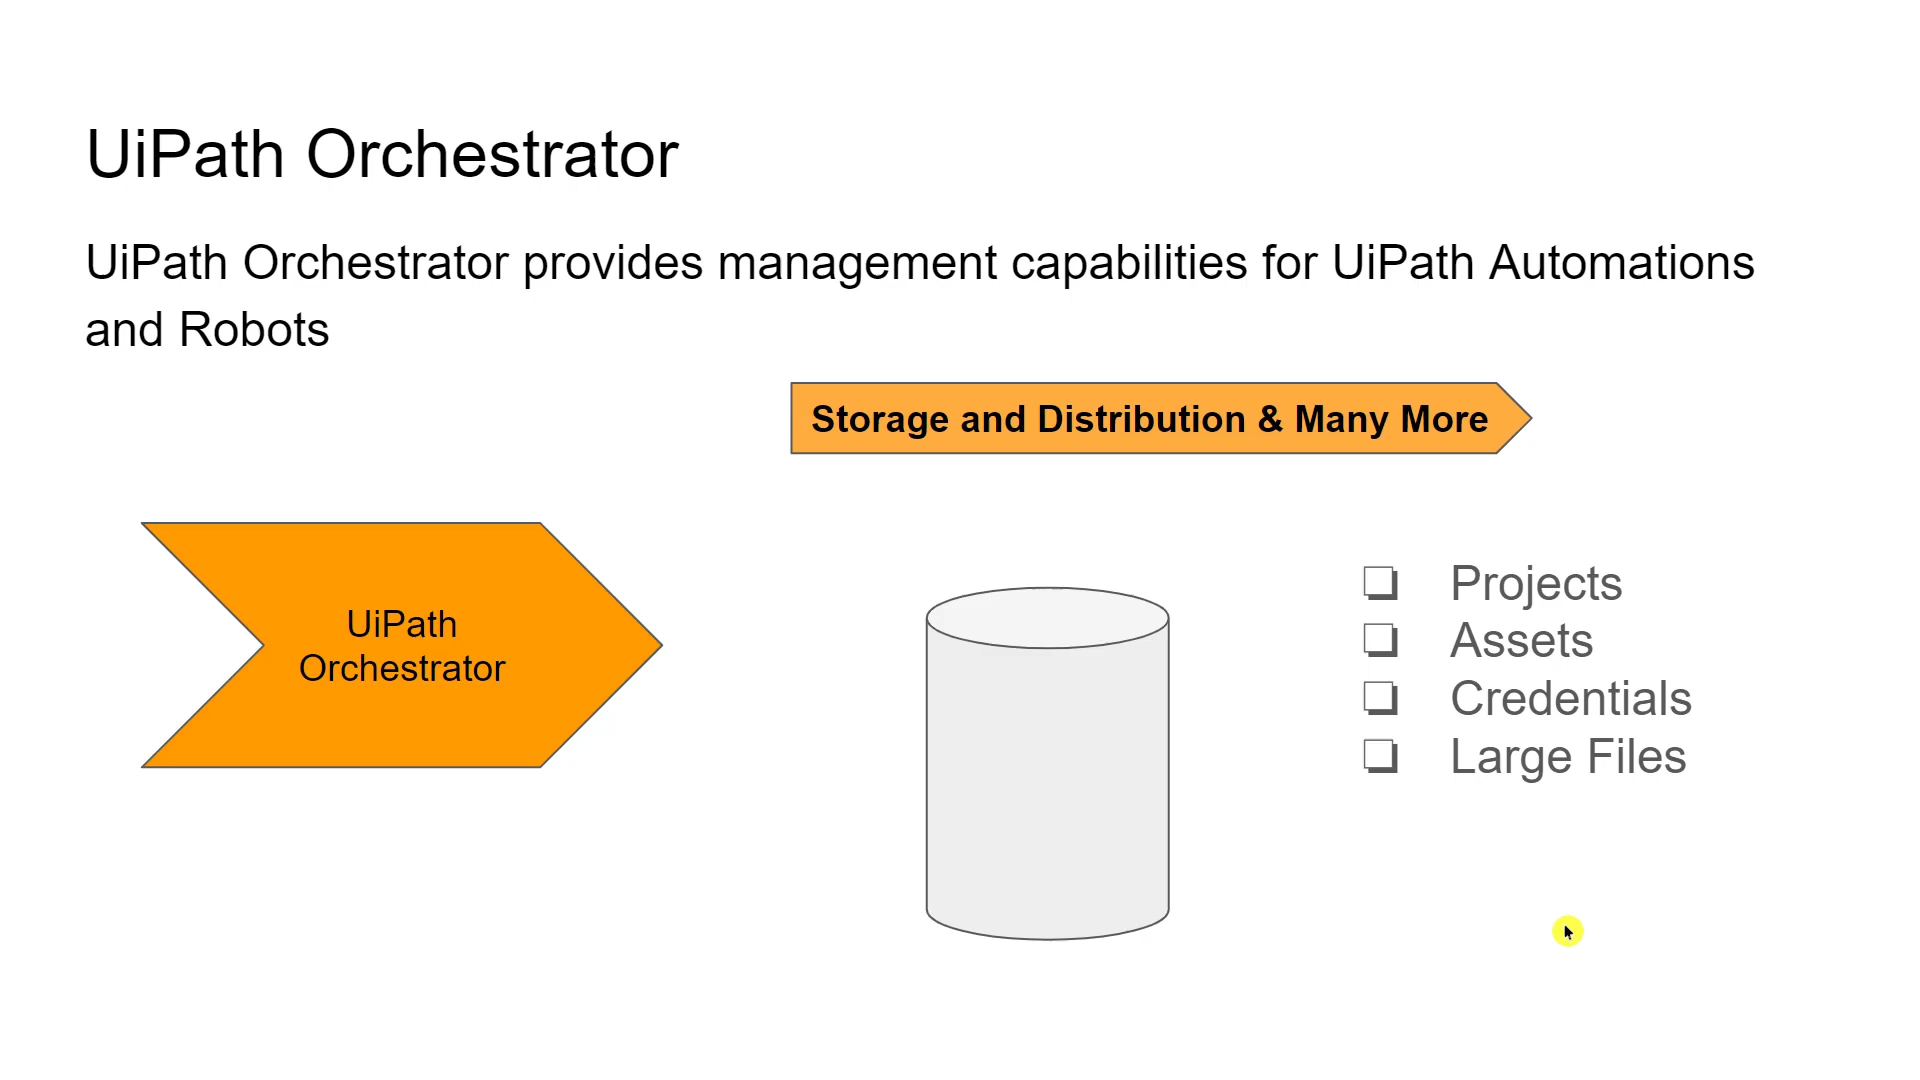 UiPath Orchestrator
UiPath Orchestrator provides management capabilities for UiPath Automations
and Robots
Storage and Distribution & Many More
UiPath
Orchestrator
Projects
Assets
Credentials
Large Files